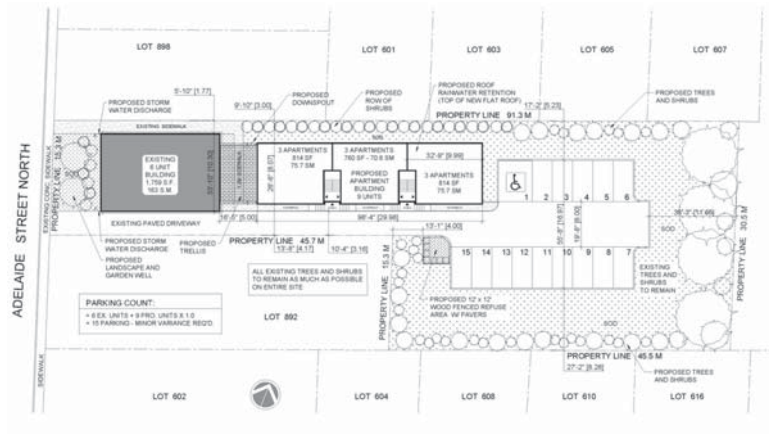 LOT 898
LOT 601
LOT 603
LOT 605
LOT 607
PROPOSED STORM
WATER DISCHARGE
5'-10" [1.77]
PROPOSED
DOWNSPOUT
9'-10" [3.00]
PROPOSED
ROW OF
SHRUBS
PROPOSED ROOF
RAINWATER RETENTION
(TOP OF NEW FLAT ROOF)
17'-2" [5.23]
PROPERTY LINE 91.3 M
PROPOSED TREES
AND SHRUBS
EXISTING SIDEWALK
ADELAIDE STREET NORTH
SIDEWALK
EXISTING CONC. SIDEWALK
PROPERTY LINE 15.3 M
EXISTING
6 UNIT
BUILDING
1,759 S.F.
163 S.M.
3 APARTMENTS
814 SF
75.7 SM
3 APARTMENTS
760 SF - 70.6 SM
32'-9" [9.99]
PROPOSED
APARTMENT
BUILDING
9 UNITS
3 APARTMENTS
814 SF
75.7 SM
1 2 3 4 5 6
EXISTING PAVED DRIVEWAY
16'-5" [5.00]
98'-4" [29.98]
PROPOSED STORM
WATER DISCHARGE
PROPOSED
TRELLIS
PROPERTY LINE 45.7 M
13'-8" [4.17]
10'-4" [3.16]
13'-1" [4.00]
55'-8" [16.97]
19'-8" [6.00]
SOD
PROPERTY LINE 30.5 M
PROPOSED
LANDSCAPE AND
GARDEN WELL
ALL EXISTING TREES AND SHRUBS
TO REMAIN AS MUCH AS POSSIBLE
ON ENTIRE SITE
PROPERTY LINE 15.3 M
15 14 13 12 11 10 9 8 7
EXISTING
TREES AND
SHRUBS
TO REMAIN
PARKING COUNT:
+ 6 EX. UNITS + 9 PRO. UNITS X 1.0
= 15 PARKING - MINOR VARIANCE REQ'D
LOT 892
PROPOSED 12' x 12'
WOOD FENCED REFUSE
AREA W/ PAVERS
SOD
PROPERTY LINE 45.5 M
27'-2" [8.28]
PROPOSED TREES
AND SHRUBS
LOT 602
LOT 604
LOT 608
LOT 610
LOT 616